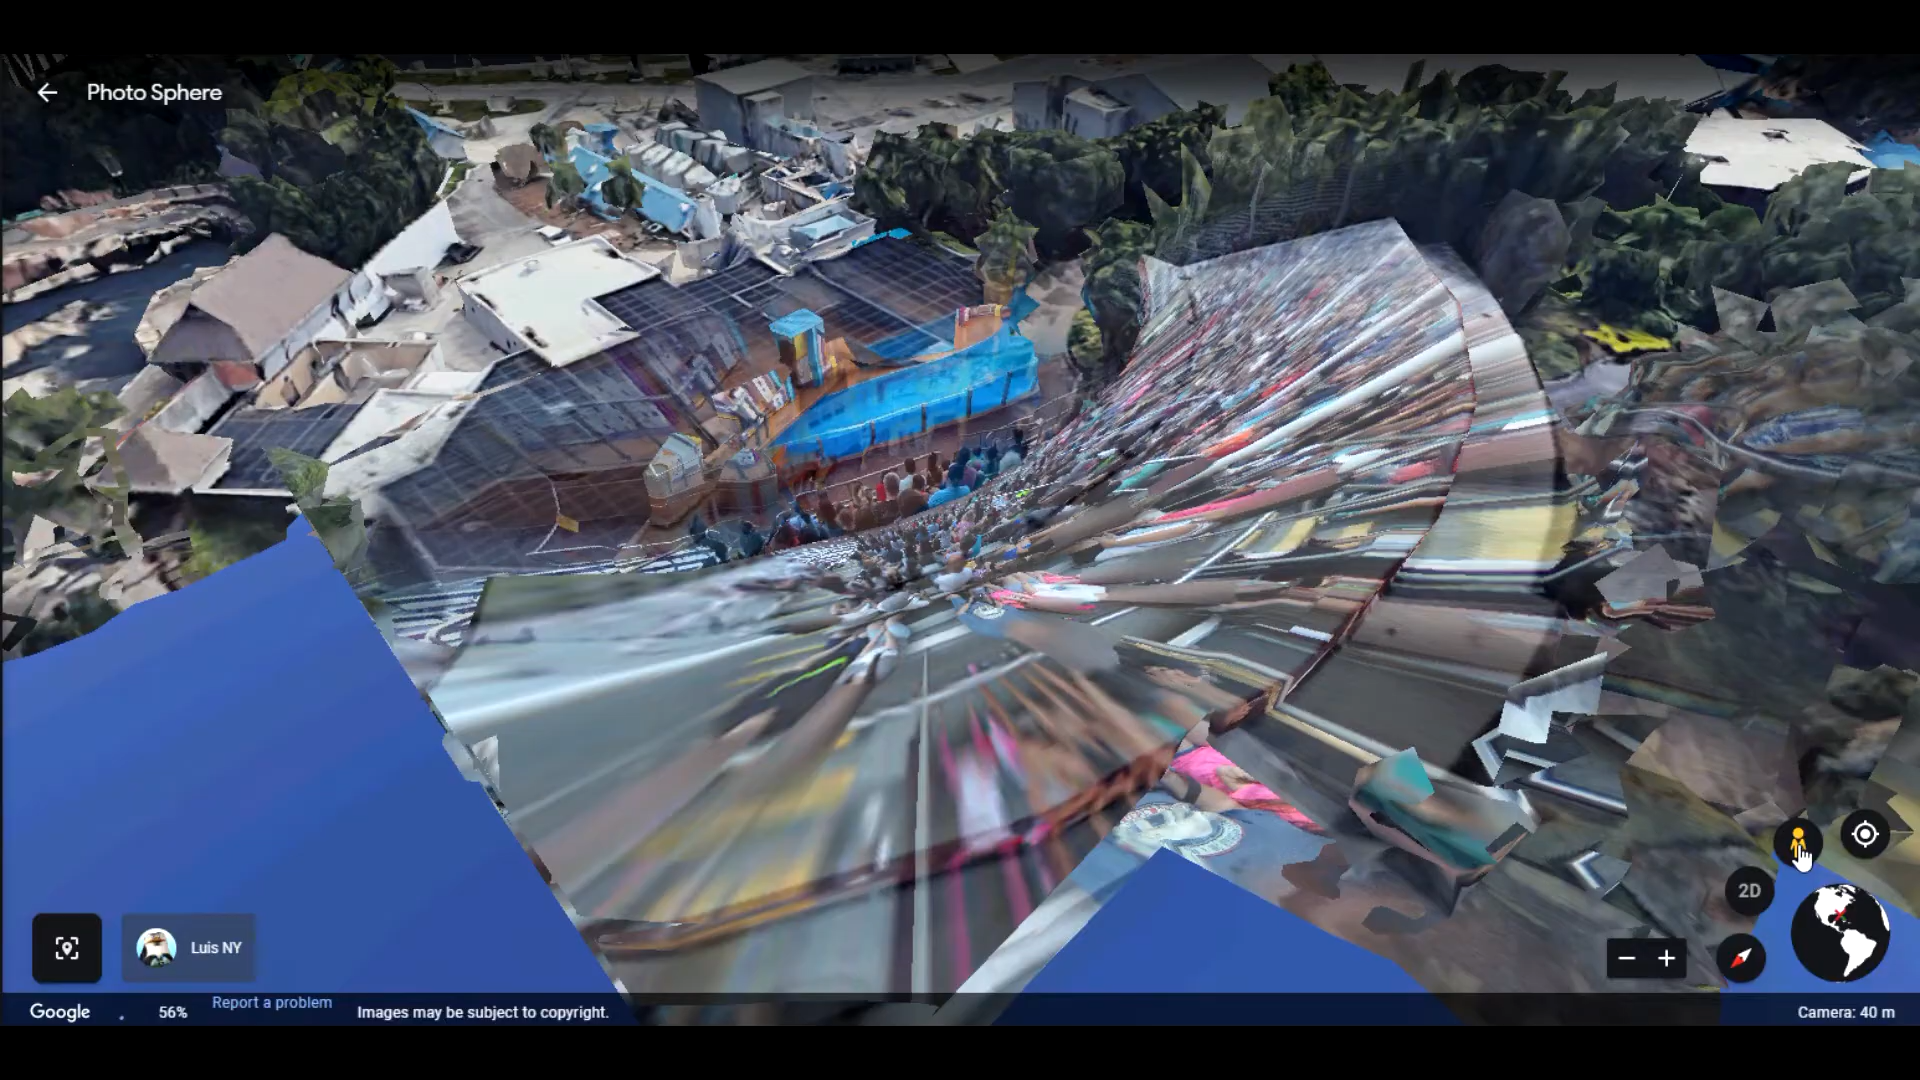 Photo Sphere
2D
Luis NY
Google
56%
Report a problem
Images may be subject to copyright.
Camera: 40 m